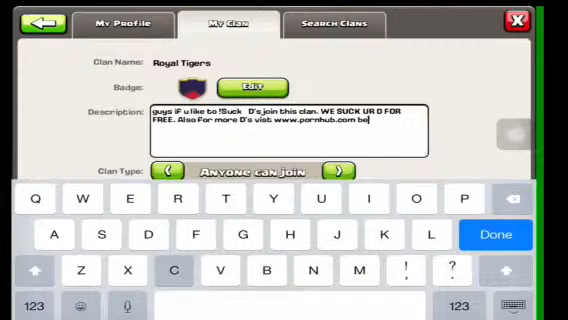 My Profile
My Clan
Search Clans
X
Clan Name: Royal Tigers
Badge: Edit
Description: guys if u like to !Suck D's join this clan. WE SUCK UR D FOR
FREE. Also For more D's vist www.pornhub.com be
Clan Type: Anyone can join
Q W E R T Y U I O P
A S D F G H J K L Done
Z X C V B N M ! , ? .
123 123